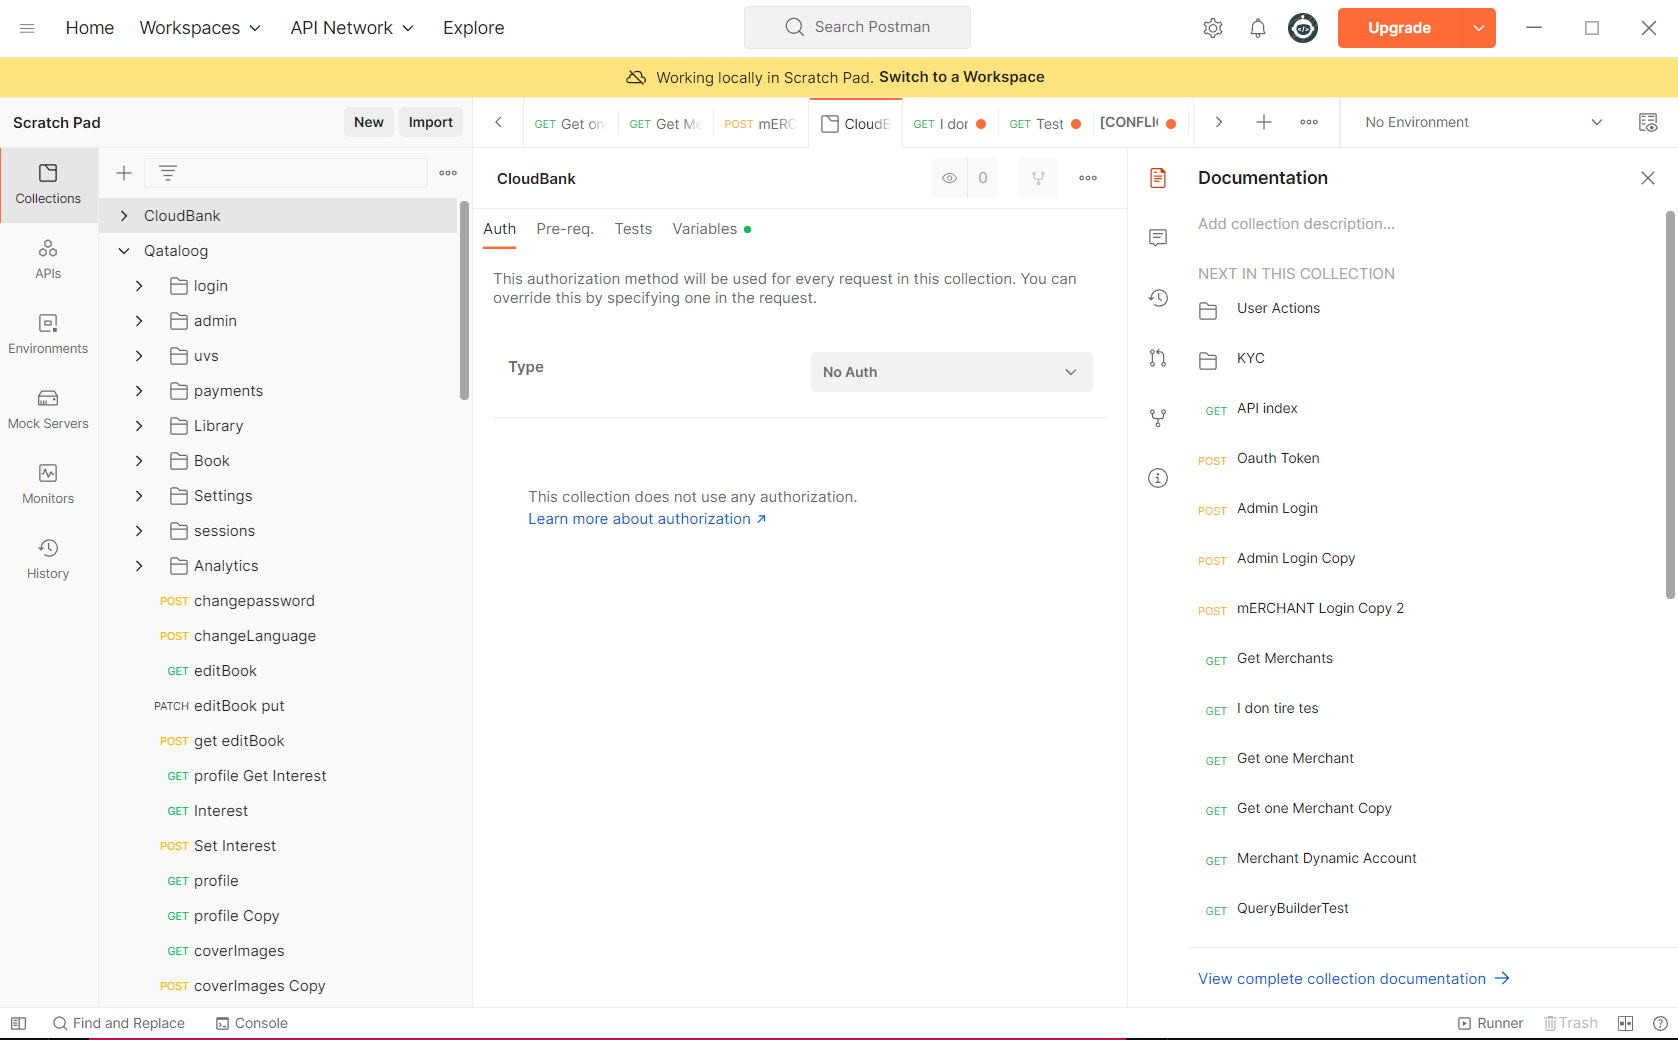 Home Workspaces API Network Explore Search Postman Upgrade
Working locally in Scratch Pad. Switch to a Workspace
Scratch Pad New Import
GET Get on GET Get Me POST mERC CloudB GET I don GET Test [CONFLI No Environment
Collections
APIs
Environments
Mock Servers
Monitors
History
CloudBank
Qataloog
login
admin
uvs
payments
Library
Book
Settings
sessions
Analytics
POST changepassword
POST changeLanguage
GET editBook
PATCH editBook put
POST get editBook
GET profile Get Interest
GET Interest
POST Set Interest
GET profile
GET profile Copy
GET coverImages
POST coverImages Copy
CloudBank 0
Auth Pre-req. Tests Variables
This authorization method will be used for every request in this collection. You can
override this by specifying one in the request.
Type No Auth
This collection does not use any authorization.
Learn more about authorization
Documentation
Add collection description...
NEXT IN THIS COLLECTION
User Actions
KYC
GET API index
POST Oauth Token
POST Admin Login
POST Admin Login Copy
POST mERCHANT Login Copy 2
GET Get Merchants
GET I don tire tes
GET Get one Merchant
GET Get one Merchant Copy
GET Merchant Dynamic Account
GET QueryBuilderTest
View complete collection documentation
Find and Replace Console Runner Trash